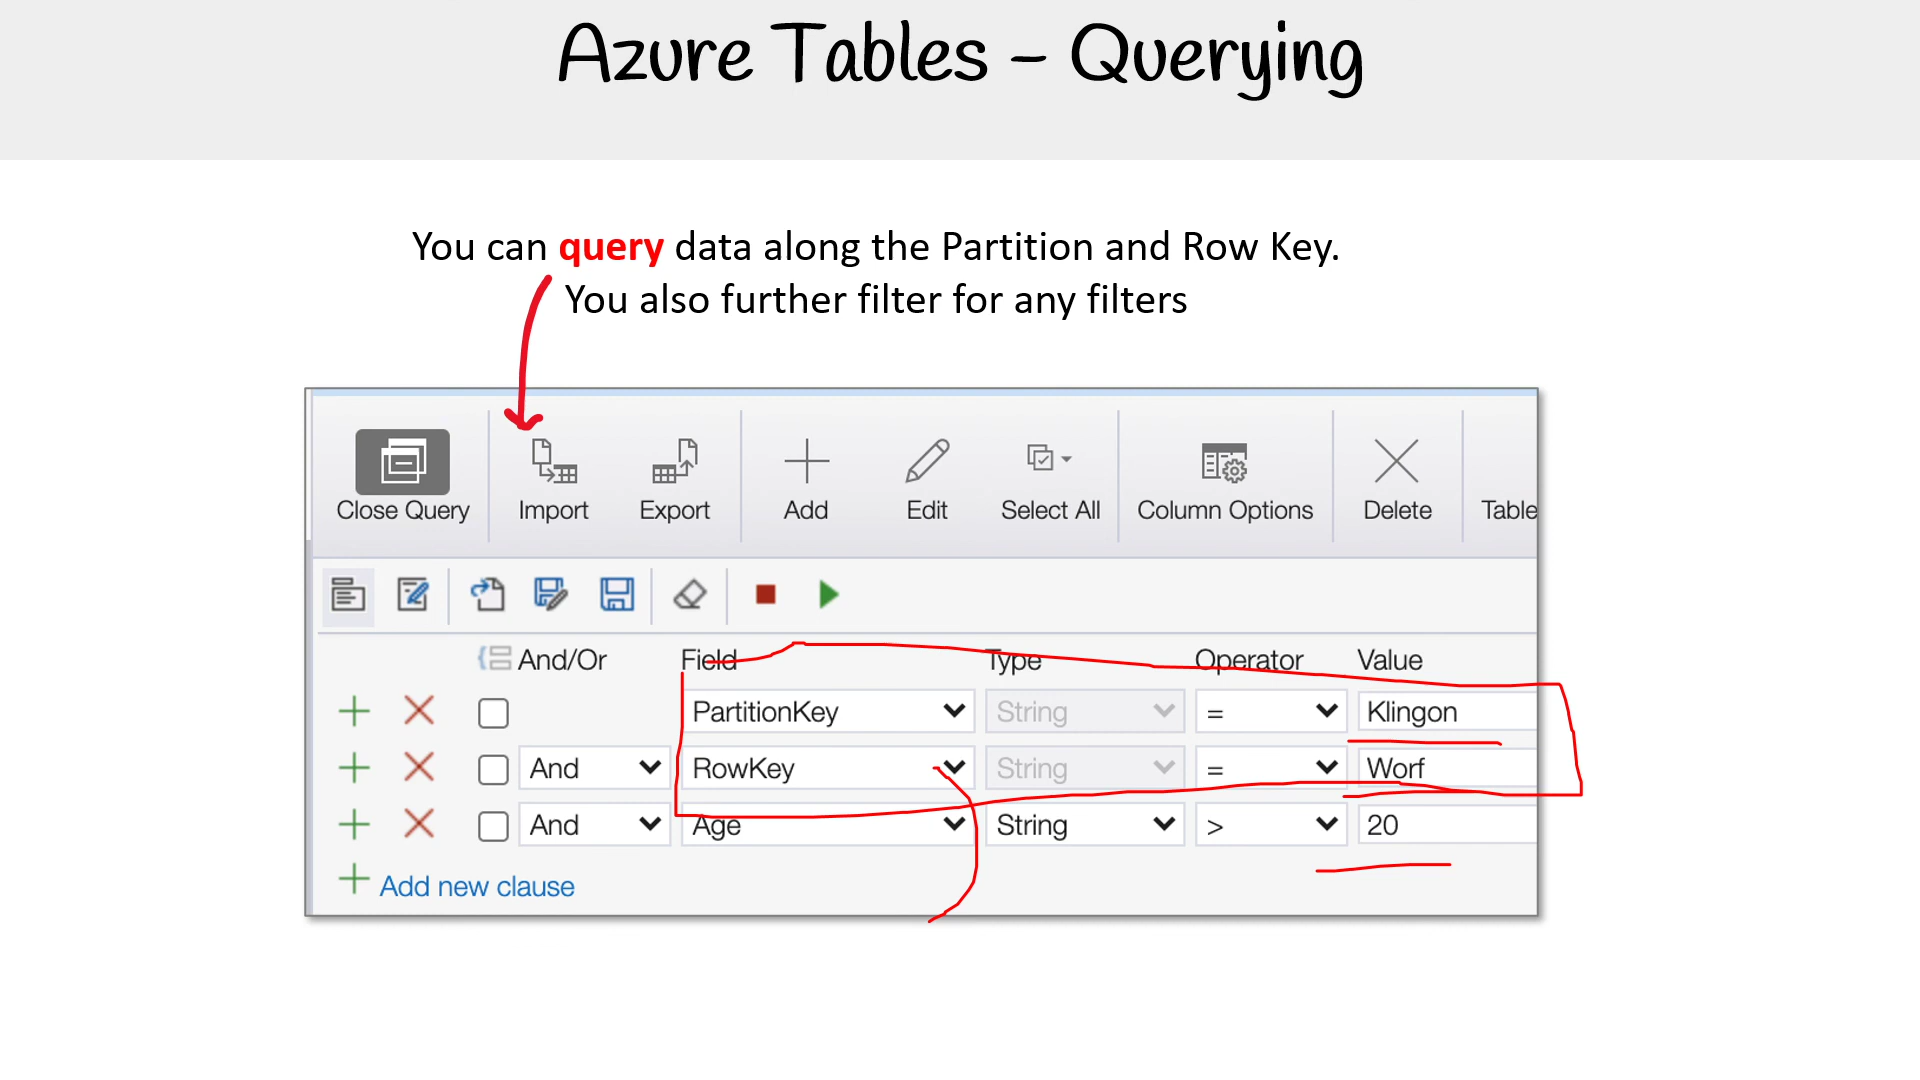 Azure Tables – Querying
You can query data along the Partition and Row Key.
You also further filter for any filters
Close Query Import Export Add Edit Select All Column Options Delete Table
And/Or Field Type Operator Value
PartitionKey String = Klingon
And RowKey String = Worf
And Age String > 20
Add new clause